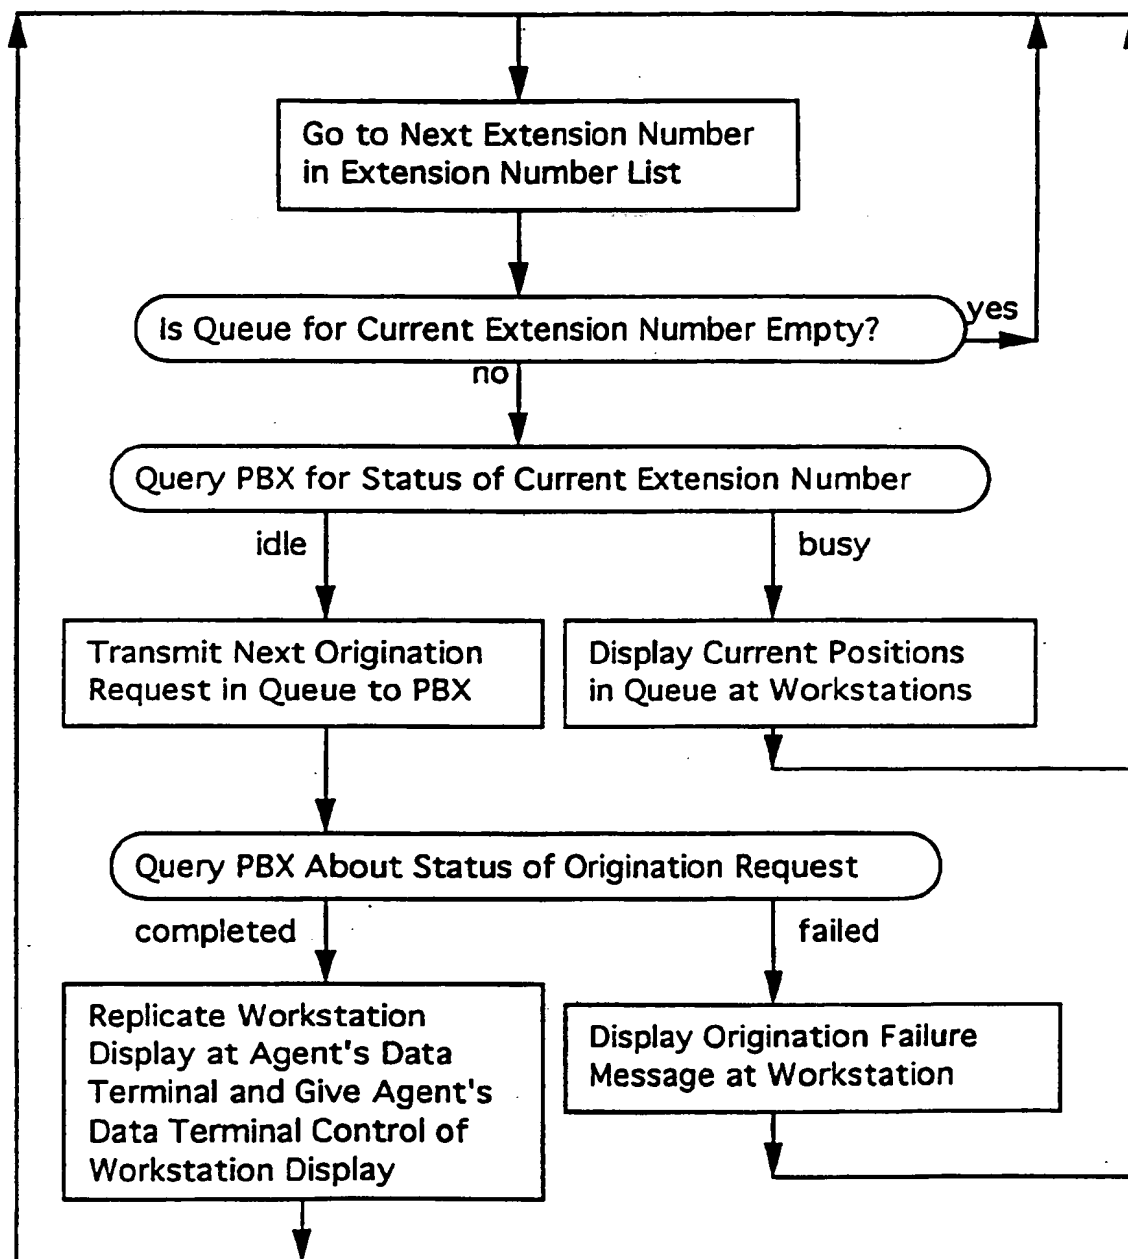 Go to Next Extension Number
in Extension Number List
Is Queue for Current Extension Number Empty?
yes
no
Query PBX for Status of Current Extension Number
idle
busy
Transmit Next Origination
Request in Queue to PBX
Display Current Positions
in Queue at Workstations
Query PBX About Status of Origination Request
completed
failed
Replicate Workstation
Display at Agent's Data
Terminal and Give Agent's
Data Terminal Control of
Workstation Display
Display Origination Failure
Message at Workstation